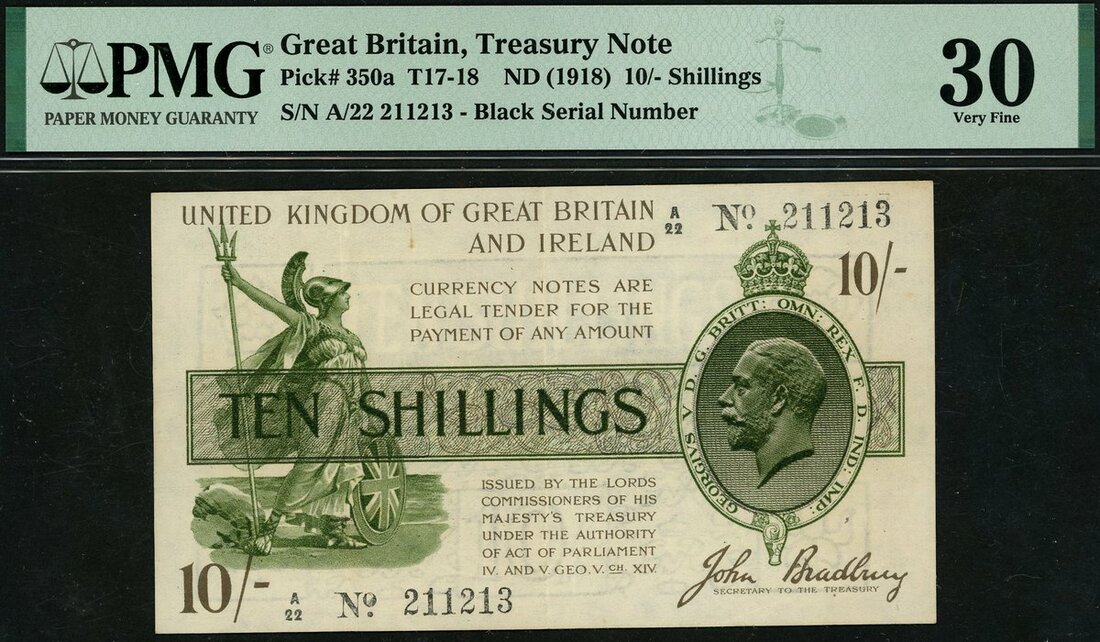 PMG®
PAPER MONEY GUARANTY
Great Britain, Treasury Note
Pick# 350a T17-18 ND (1918) 10/- Shillings
S/N A/22 211213 - Black Serial Number
30
Very Fine
UNITED KINGDOM OF GREAT BRITAIN
AND IRELAND
A
22
Nº 211213
10/-
CURRENCY NOTES ARE
LEGAL TENDER FOR THE
PAYMENT OF ANY AMOUNT
GEORGIVS V D. G. BRITT: OMN: REX F. D. IND: IMP:
TEN SHILLINGS
ISSUED BY THE LORDS
COMMISSIONERS OF HIS
MAJESTY'S TREASURY
UNDER THE AUTHORITY
OF ACT OF PARLIAMENT
IV. AND V. GEO. V. CH. XIV.
John Bradbury
SECRETARY TO THE TREASURY
10/-
A
22
Nº 211213